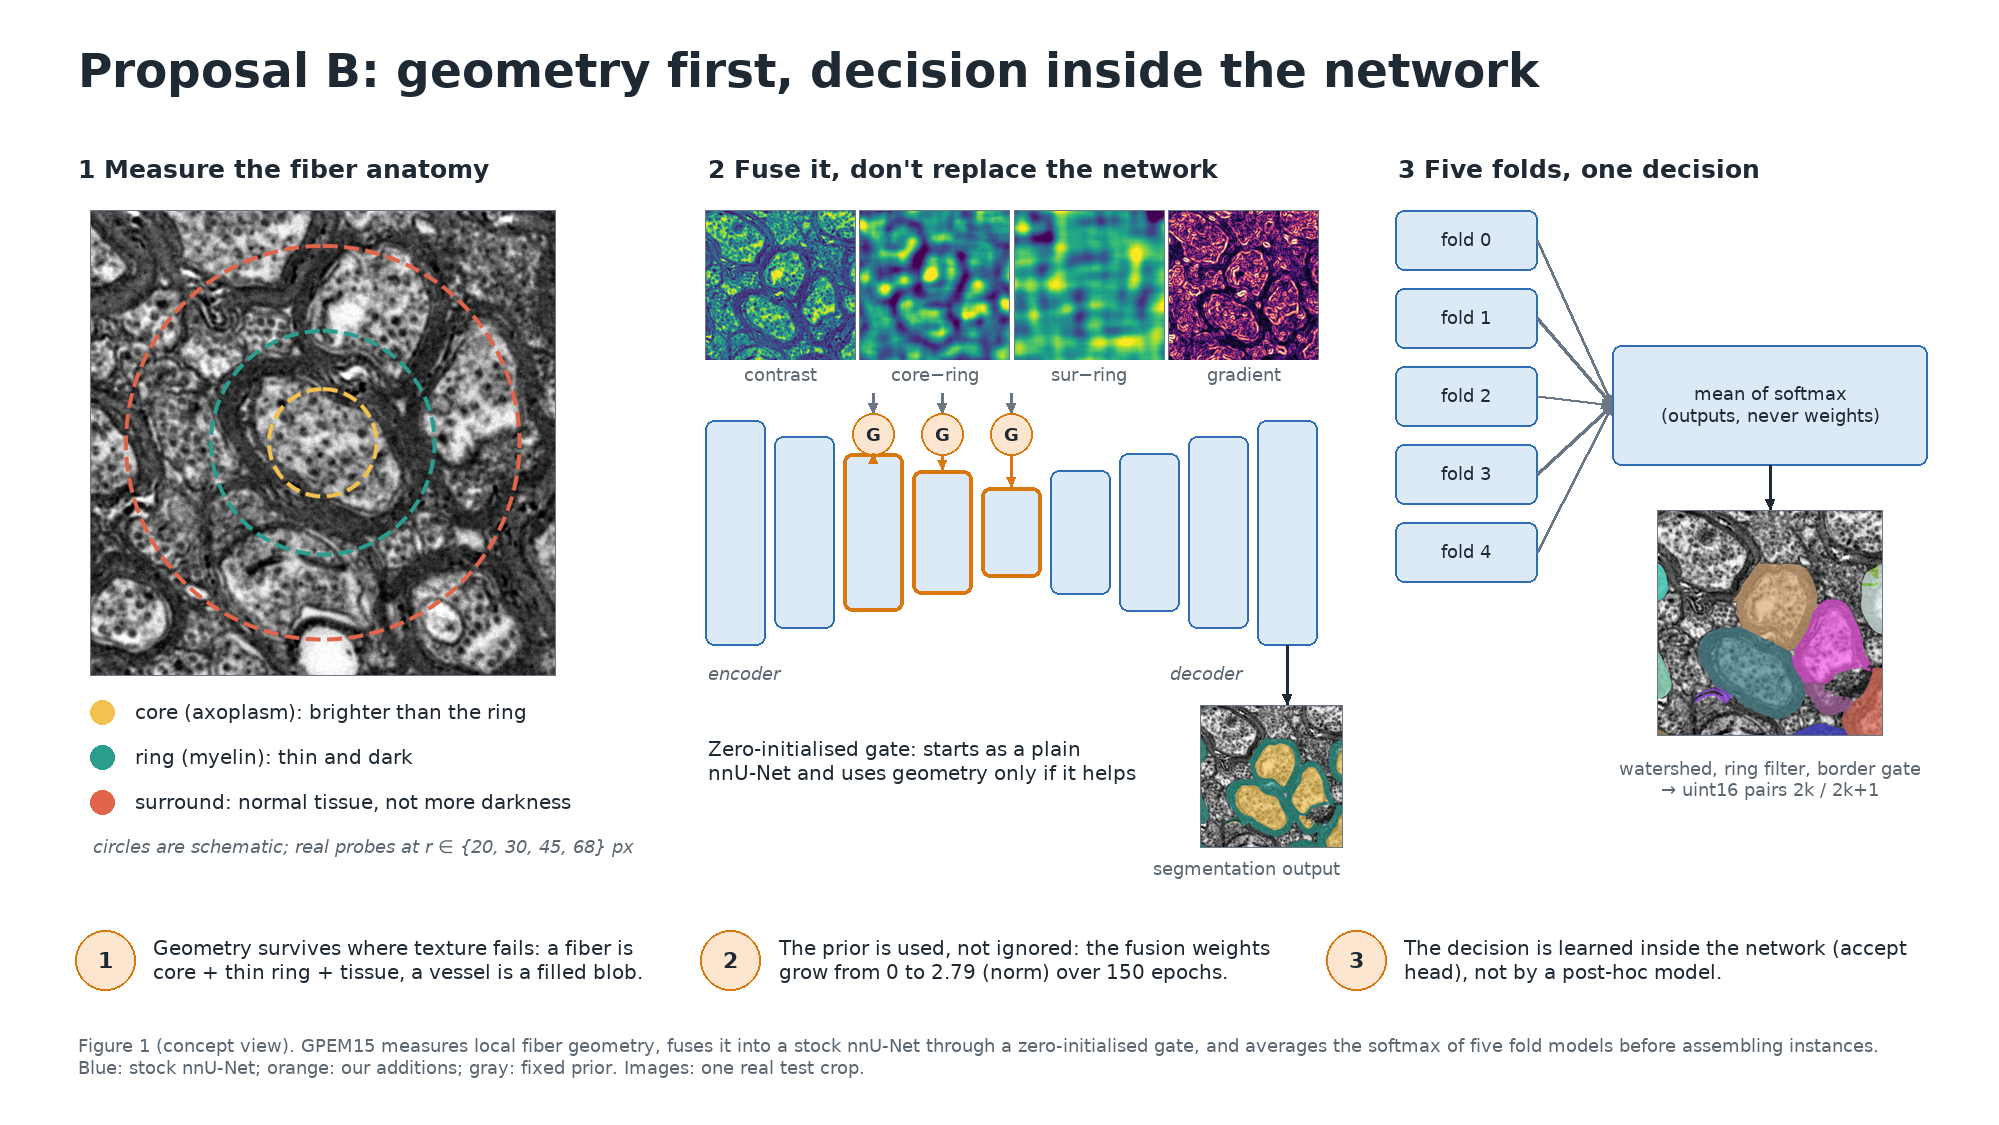 Proposal B: geometry first, decision inside the network
1 Measure the fiber anatomy
core (axoplasm): brighter than the ring
ring (myelin): thin and dark
surround: normal tissue, not more darkness
circles are schematic; real probes at r ∈ {20, 30, 45, 68} px
2 Fuse it, don't replace the network
contrast
core−ring
sur−ring
gradient
G
G
G
encoder
decoder
Zero-initialised gate: starts as a plain
nnU-Net and uses geometry only if it helps
segmentation output
3 Five folds, one decision
fold 0
fold 1
fold 2
fold 3
fold 4
mean of softmax
(outputs, never weights)
watershed, ring filter, border gate
→ uint16 pairs 2k / 2k+1
1
Geometry survives where texture fails: a fiber is
core + thin ring + tissue, a vessel is a filled blob.
2
The prior is used, not ignored: the fusion weights
grow from 0 to 2.79 (norm) over 150 epochs.
3
The decision is learned inside the network (accept
head), not by a post-hoc model.
Figure 1 (concept view). GPEM15 measures local fiber geometry, fuses it into a stock nnU-Net through a zero-initialised gate, and averages the softmax of five fold models before assembling instances.
Blue: stock nnU-Net; orange: our additions; gray: fixed prior. Images: one real test crop.